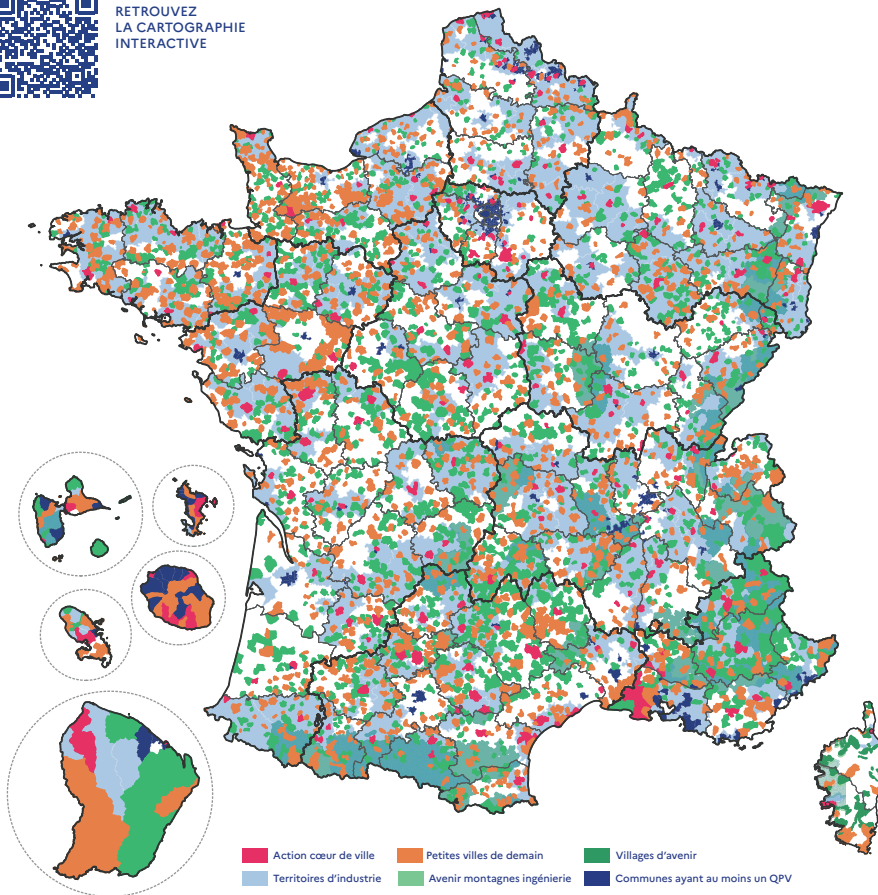 RETROUVEZ
LA CARTOGRAPHIE
INTERACTIVE
Action cœur de ville
Petites villes de demain
Villages d'avenir
Territoires d'industrie
Avenir montagnes ingénierie
Communes ayant au moins un QPV